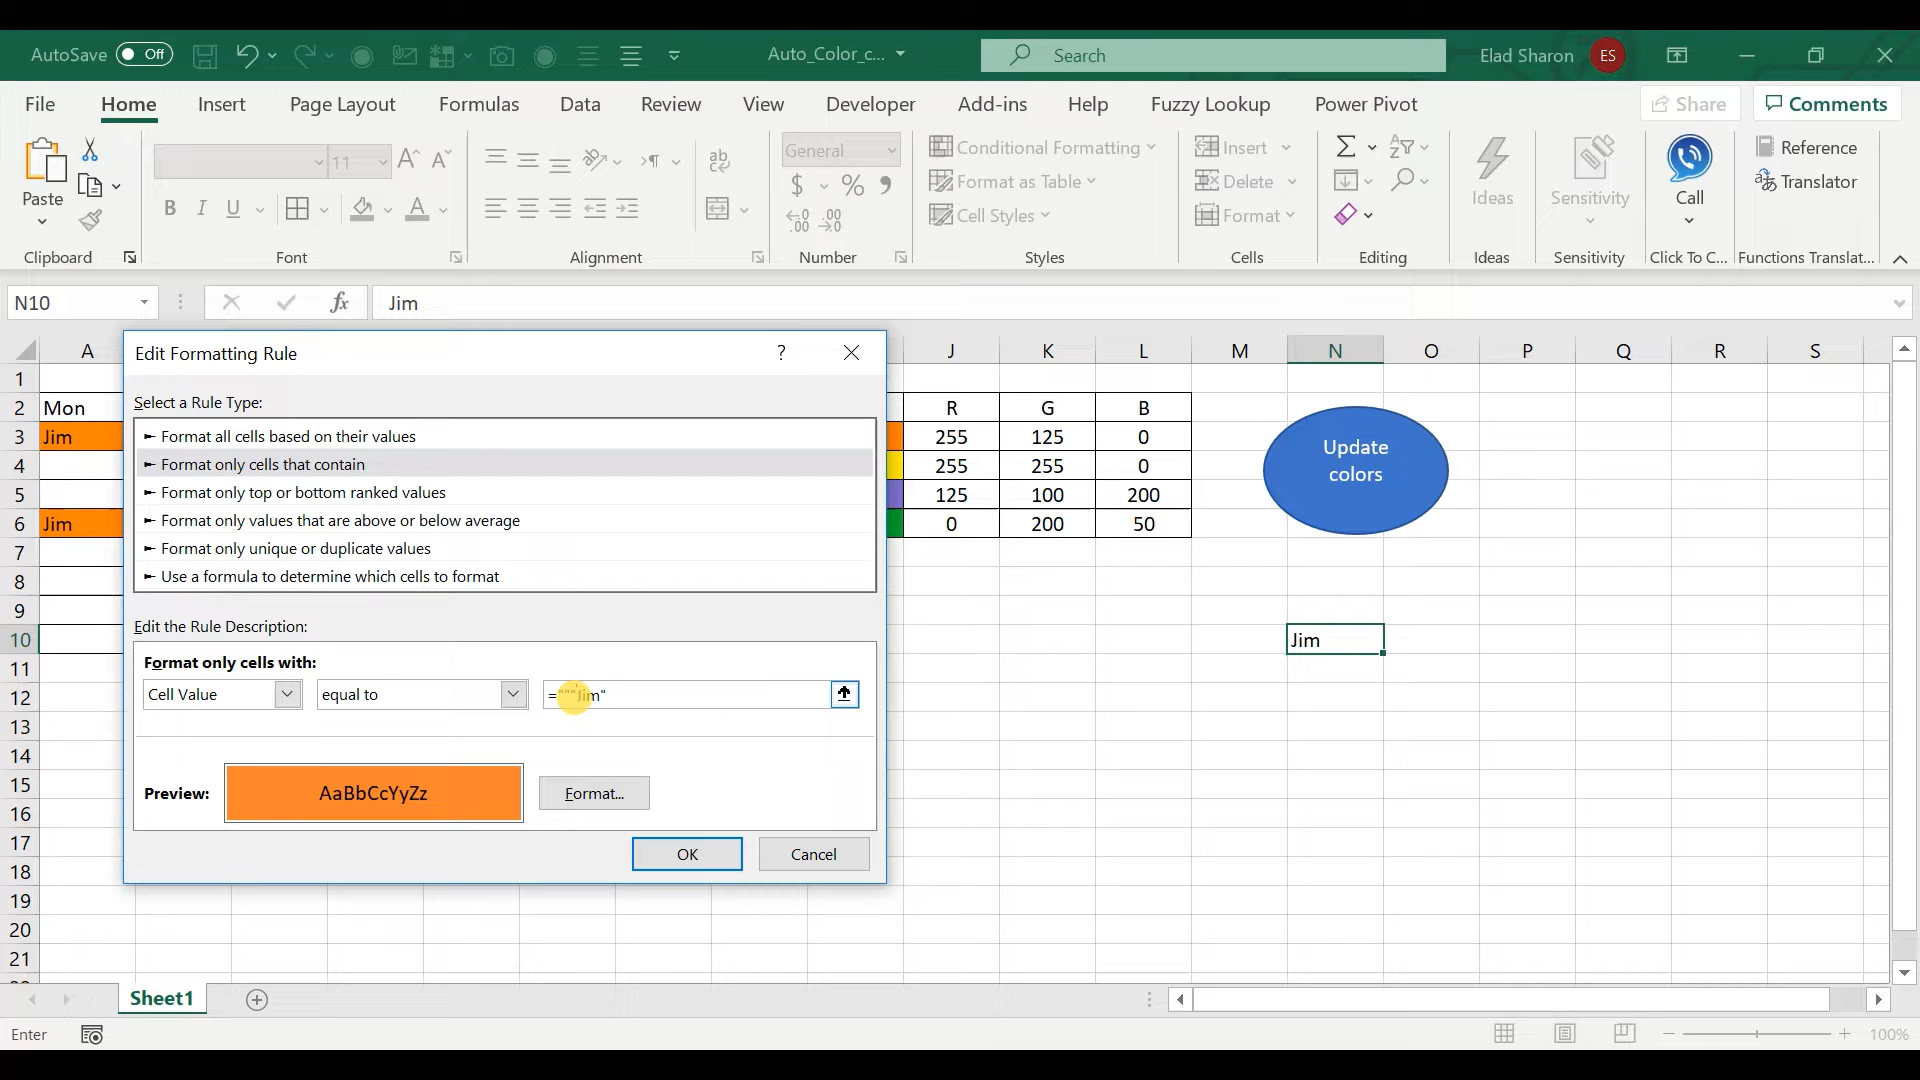 AutoSave Off Auto_Color_c... Search Elad Sharon ES
File Home Insert Page Layout Formulas Data Review View Developer Add-ins Help Fuzzy Lookup Power Pivot Share Comments
Paste
11
B I U A
ab
General
$ % 9
.00 .00
Conditional Formatting
Format as Table
Cell Styles
Insert
Delete
Format
Ideas
Sensitivity
Call
Reference
Translator
Clipboard Font Alignment Number Styles Cells Editing Ideas Sensitivity Click To C... Functions Translat...
N10 fx Jim
A J K L M N O P Q R S
1
2 Mon R G B
3 Jim 255 125 0
4 255 255 0
5 125 100 200
6 Jim 0 200 50
7
8
9
10 Jim
11
12
13
14
15
16
17
18
19
20
21
Update
colors
Edit Formatting Rule ?
Select a Rule Type:
► Format all cells based on their values
► Format only cells that contain
► Format only top or bottom ranked values
► Format only values that are above or below average
► Format only unique or duplicate values
► Use a formula to determine which cells to format
Edit the Rule Description:
Format only cells with:
Cell Value equal to ="""Jim"
Preview: AaBbCcYyZz Format...
OK Cancel
Sheet1
Enter 100%